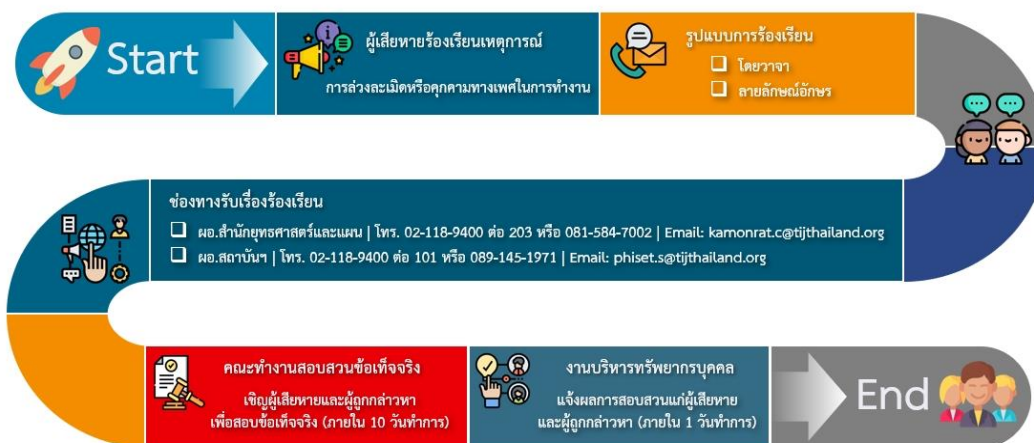 Start
ผู้เสียหายร้องเรียนเหตุการณ์
การล่วงละเมิดหรือคุกคามทางเพศในการทำงาน
รูปแบบการร้องเรียน
โดยวาจา
ลายลักษณ์อักษร
ช่องทางรับเรื่องร้องเรียน
ผอ.สำนักยุทธศาสตร์และแผน | โทร. 02-118-9400 ต่อ 203 หรือ 081-584-7002 | Email: kamonrat.c@tijthailand.org
ผอ.สถาบันฯ | โทร. 02-118-9400 ต่อ 101 หรือ 089-145-1971 | Email: phiset.s@tijthailand.org
คณะทำงานสอบสวนข้อเท็จจริง
เชิญผู้เสียหายและผู้ถูกกล่าวหา
เพื่อสอบข้อเท็จจริง (ภายใน 10 วันทำการ)
งานบริหารทรัพยากรบุคคล
แจ้งผลการสอบสวนแก่ผู้เสียหาย
และผู้ถูกกล่าวหา (ภายใน 1 วันทำการ)
End